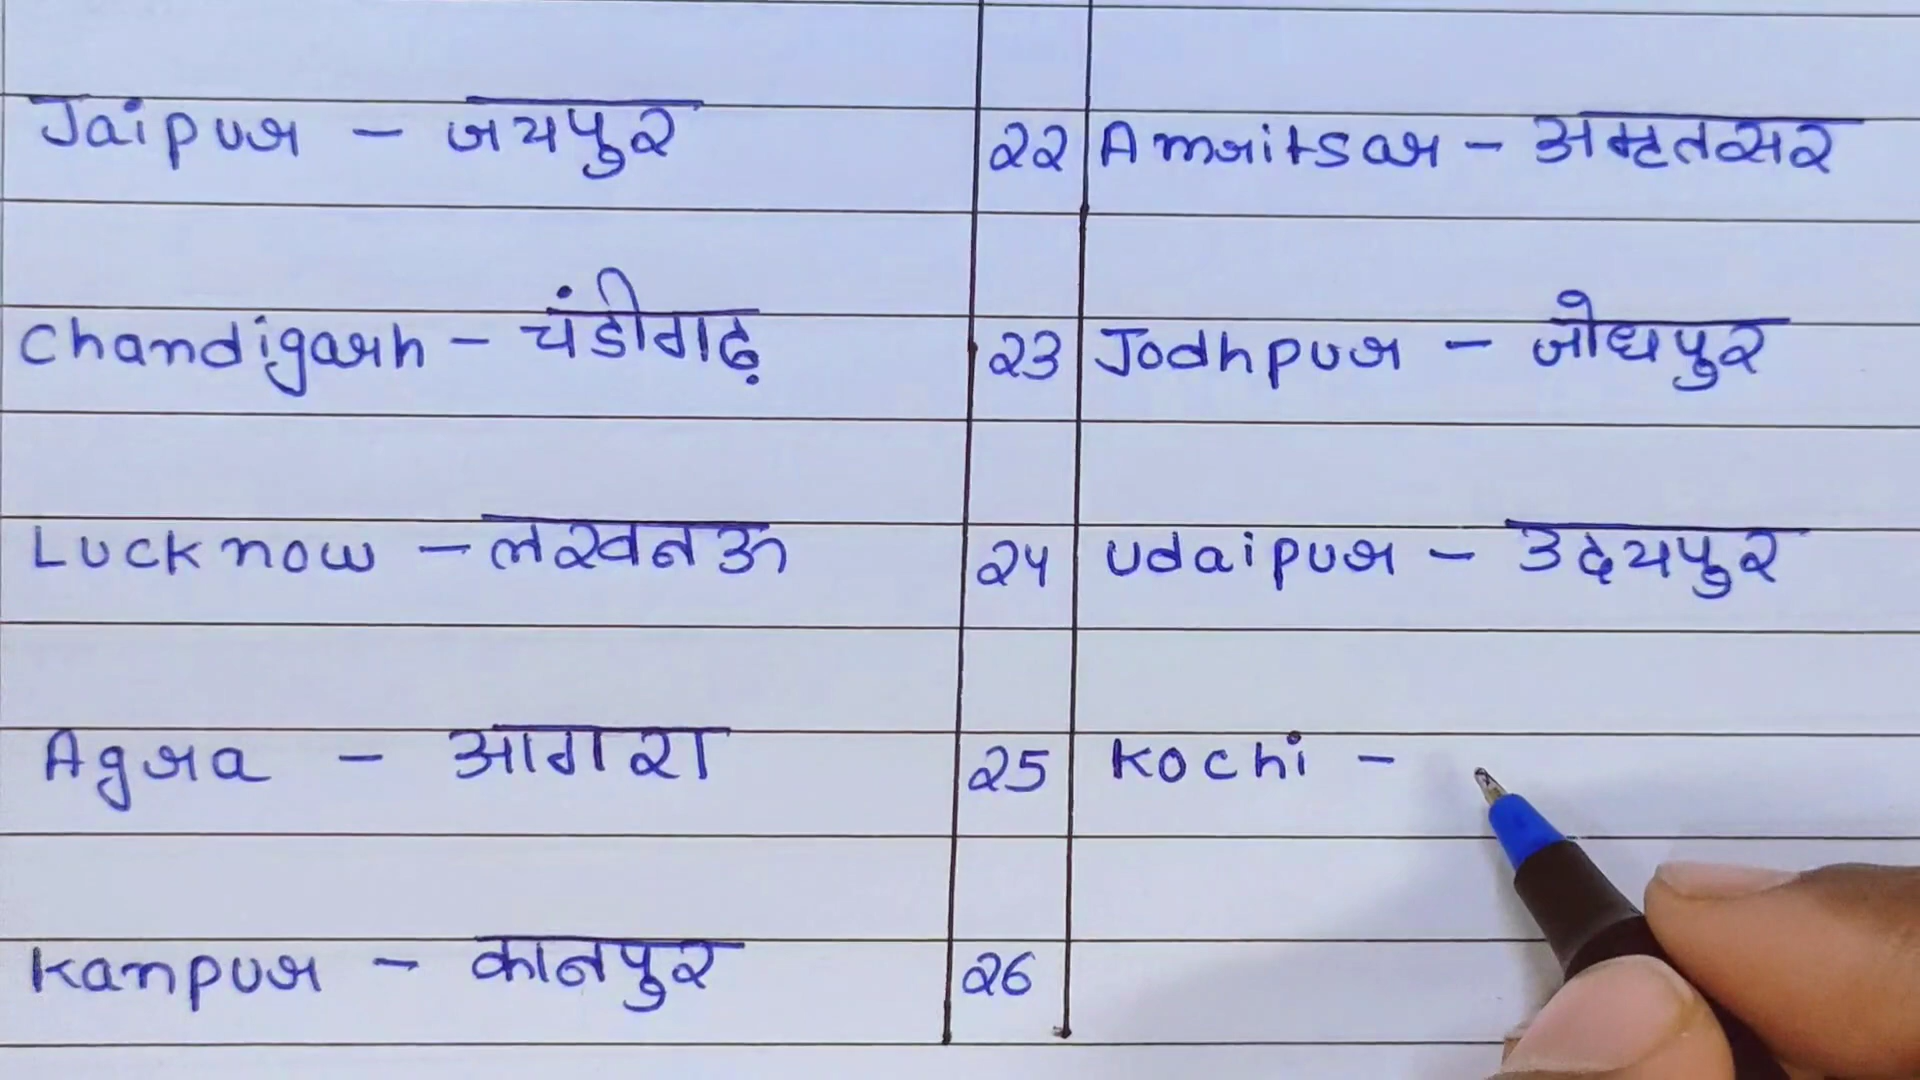 Jaipur - जयपुर
22 Amritsar - अमृतसर
Chandigarh - चंडीगढ़
23 Jodhpur - जोधपुर
Lucknow - लखनऊ
24 Udaipur - उदयपुर
Agra - आगरा
25 Kochi -
Kanpur - कानपुर
26